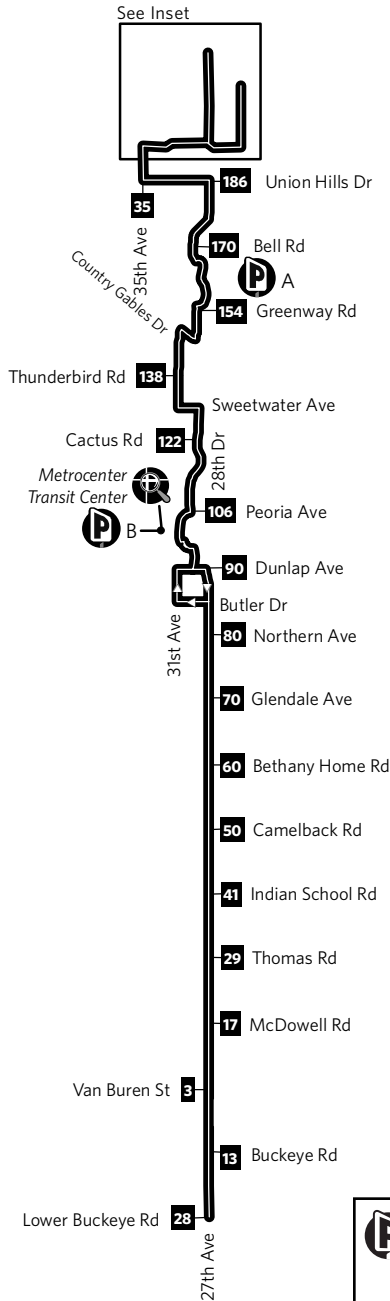 See Inset
186 Union Hills Dr
35
35th Ave
170 Bell Rd
P A
Country Gables Dr
154 Greenway Rd
Thunderbird Rd 138
Sweetwater Ave
Cactus Rd 122
28th Dr
Metrocenter
Transit Center
106 Peoria Ave
P B
90 Dunlap Ave
31st Ave
Butler Dr
80 Northern Ave
70 Glendale Ave
60 Bethany Home Rd
50 Camelback Rd
41 Indian School Rd
29 Thomas Rd
17 McDowell Rd
Van Buren St 3
13 Buckeye Rd
Lower Buckeye Rd 28
27th Ave
P